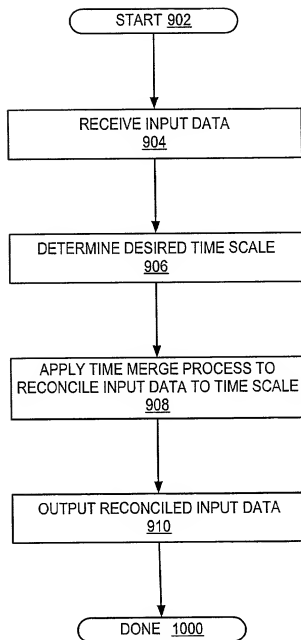 START 902
RECEIVE INPUT DATA
904
DETERMINE DESIRED TIME SCALE
906
APPLY TIME MERGE PROCESS TO
RECONCILE INPUT DATA TO TIME SCALE
908
OUTPUT RECONCILED INPUT DATA
910
DONE 1000